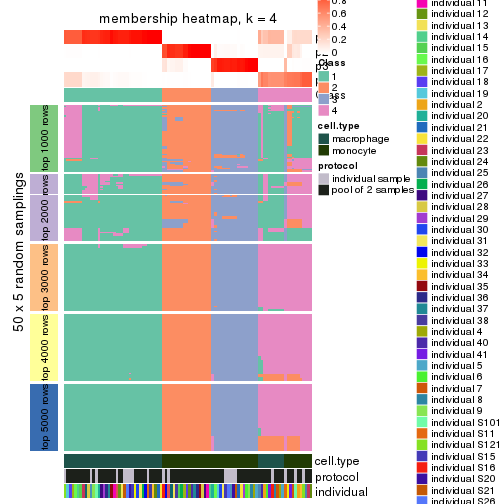 membership heatmap, k = 4
50 x 5 random samplings
top 1000 rows
top 2000 rows
top 3000 rows
top 4000 rows
top 5000 rows
0.8
0.6
0.4
0.2
0
Class
1
2
3
4
cell.type
macrophage
monocyte
protocol
individual sample
pool of 2 samples
cell.type
protocol
individual
individual 11
individual 12
individual 13
individual 14
individual 15
individual 16
individual 17
individual 18
individual 19
individual 2
individual 20
individual 21
individual 22
individual 23
individual 24
individual 25
individual 26
individual 27
individual 28
individual 29
individual 30
individual 31
individual 32
individual 33
individual 34
individual 35
individual 36
individual 37
individual 38
individual 4
individual 40
individual 41
individual 5
individual 6
individual 7
individual 8
individual 9
individual S101
individual S11
individual S121
individual S15
individual S16
individual S20
individual S21